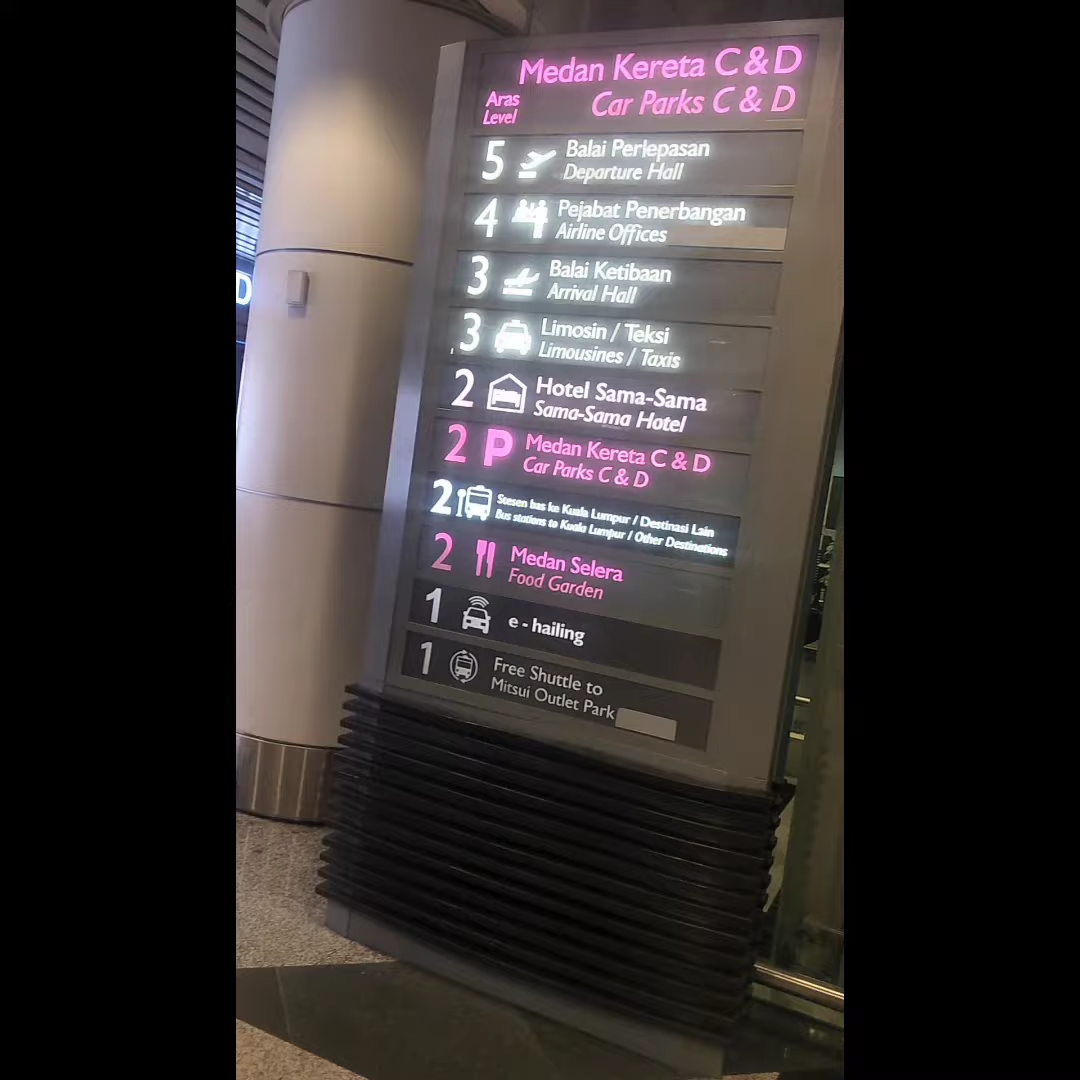 Medan Kereta C & D
Aras
Level
Car Parks C & D
5 Balai Perlepasan
Departure Hall
4 Pejabat Penerbangan
Airline Offices
3 Balai Ketibaan
Arrival Hall
3 Limosin / Teksi
Limousines / Taxis
2 Hotel Sama-Sama
Sama-Sama Hotel
2 P Medan Kereta C & D
Car Parks C & D
2 Stesen bas ke Kuala Lumpur / Destinasi Lain
Bus stations to Kuala Lumpur / Other Destinations
2 Medan Selera
Food Garden
1 e - hailing
1 Free Shuttle to
Mitsui Outlet Park
D